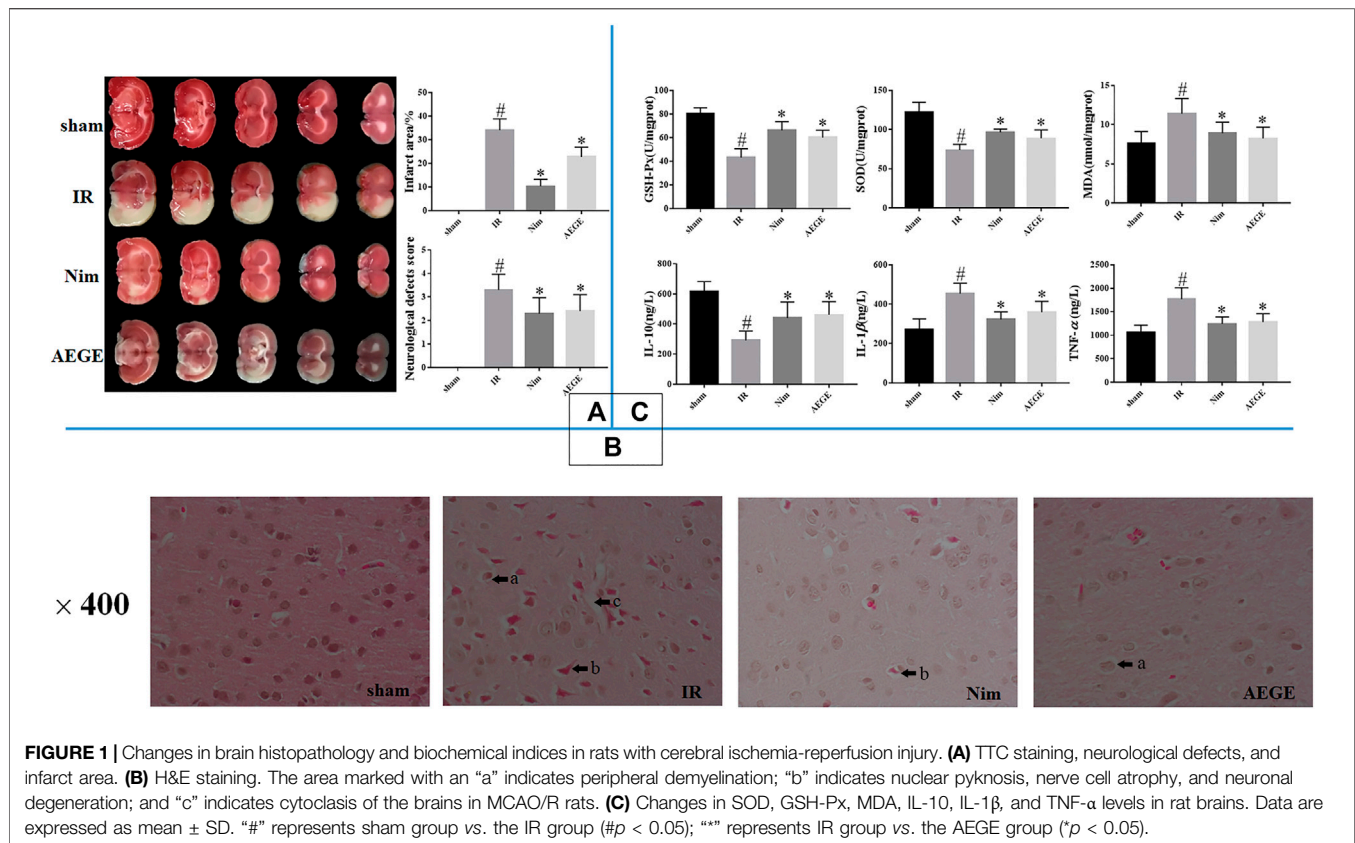 sham
IR
Nim
AEGE
Infarct area/%
50
40
30
20
10
0
#
*
*
sham
IR
Nim
AEGE
Neurological defects score
5
4
3
2
1
0
#
*
*
sham
IR
Nim
AEGE
GSH-Px(U/mgprot)
100
80
60
40
20
0
#
*
*
sham
IR
Nim
AEGE
SOD(U/mgprot)
150
100
50
0
#
*
*
sham
IR
Nim
AEGE
MDA(nmol/mgprot)
15
10
5
0
#
*
*
sham
IR
Nim
AEGE
IL-10(ng/L)
800
600
400
200
0
#
*
*
sham
IR
Nim
AEGE
IL-1β(ng/L)
600
400
200
0
#
*
*
sham
IR
Nim
AEGE
TNF-α (ng/L)
2500
2000
1500
1000
500
0
#
*
*
sham
IR
Nim
AEGE
A C
B
× 400
sham
a
c
b
IR
b
Nim
a
AEGE
FIGURE 1 | Changes in brain histopathology and biochemical indices in rats with cerebral ischemia-reperfusion injury. (A) TTC staining, neurological defects, and
infarct area. (B) H&E staining. The area marked with an “a” indicates peripheral demyelination; “b” indicates nuclear pyknosis, nerve cell atrophy, and neuronal
degeneration; and “c” indicates cytoclasis of the brains in MCAO/R rats. (C) Changes in SOD, GSH-Px, MDA, IL-10, IL-1β, and TNF-α levels in rat brains. Data are
expressed as mean ± SD. “#” represents sham group vs. the IR group (#p < 0.05); “*” represents IR group vs. the AEGE group (*p < 0.05).